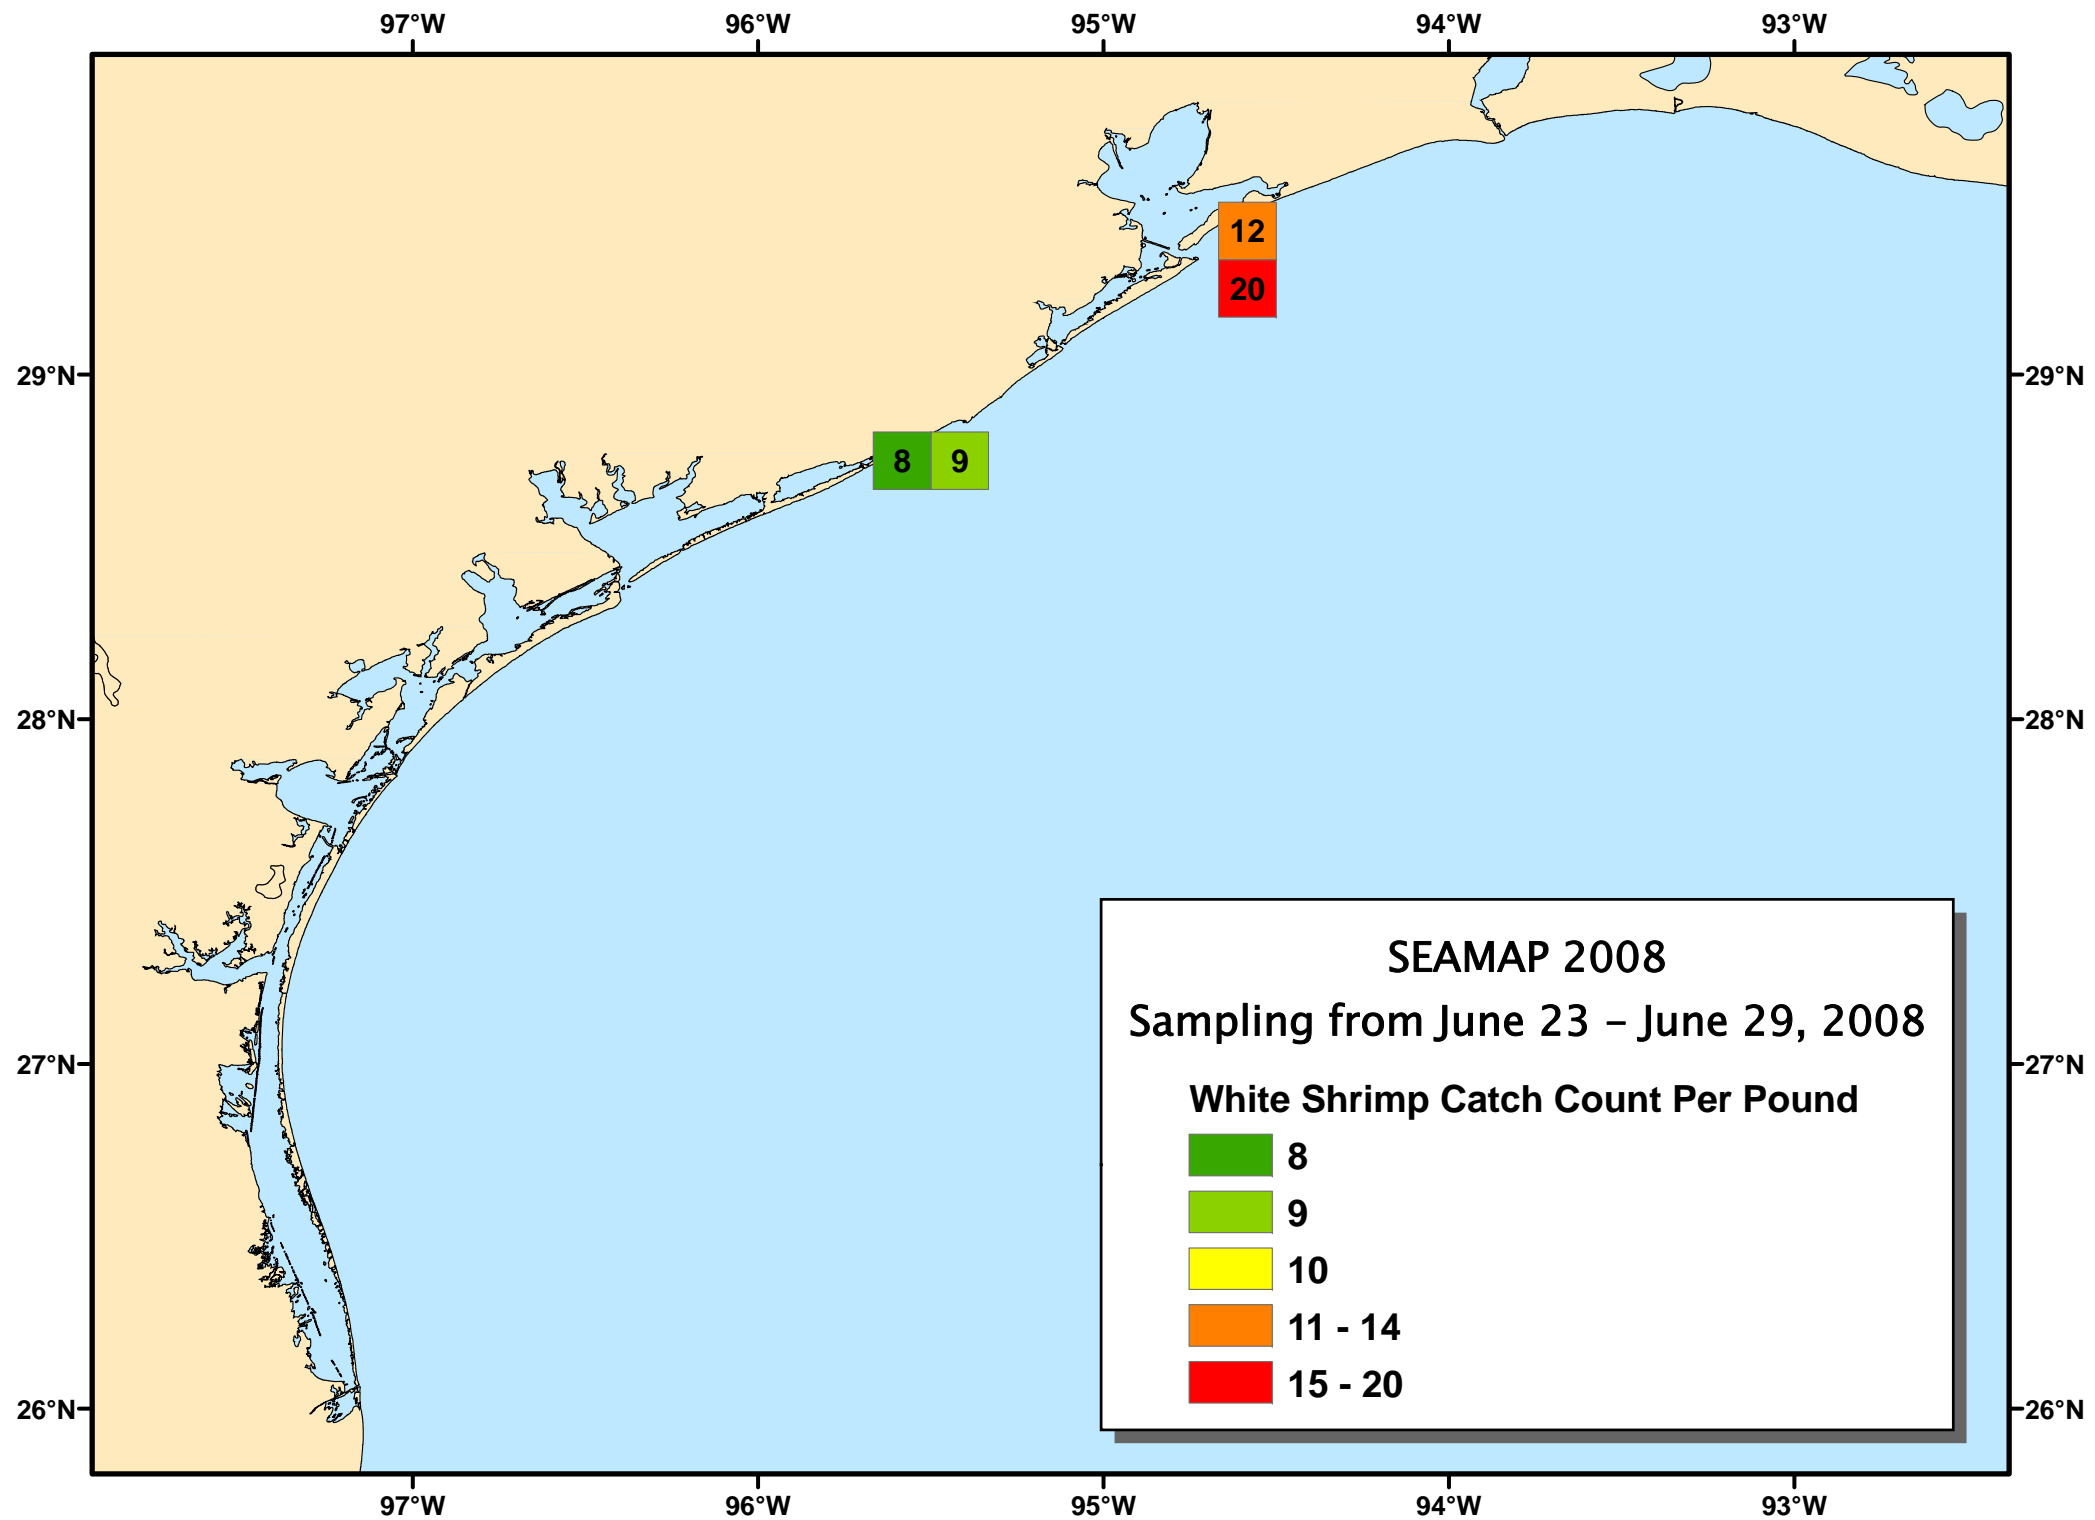 97°W 96°W 95°W 94°W 93°W
12
20
29°N 29°N
8 9
28°N 28°N
SEAMAP 2008
Sampling from June 23 – June 29, 2008
27°N 27°N
White Shrimp Catch Count Per Pound
8
9
10
11 - 14
15 - 20
26°N 26°N
97°W 96°W 95°W 94°W 93°W